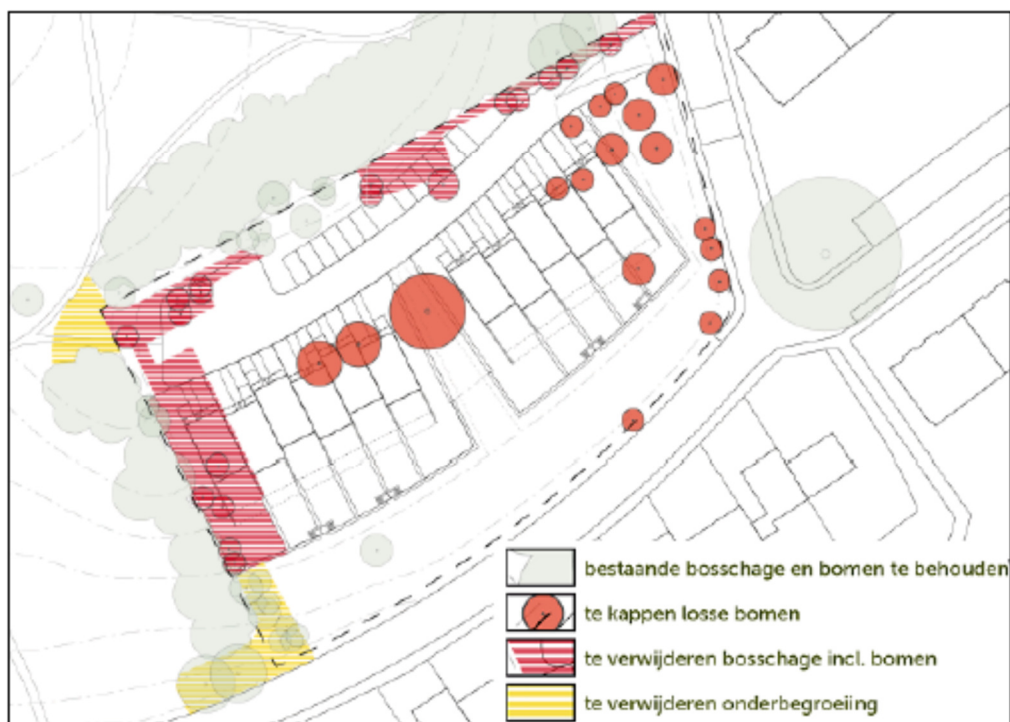 bestaande bosschage en bomen te behouden
te kappen losse bomen
te verwijderen bosschage incl. bomen
te verwijderen onderbegroeiing